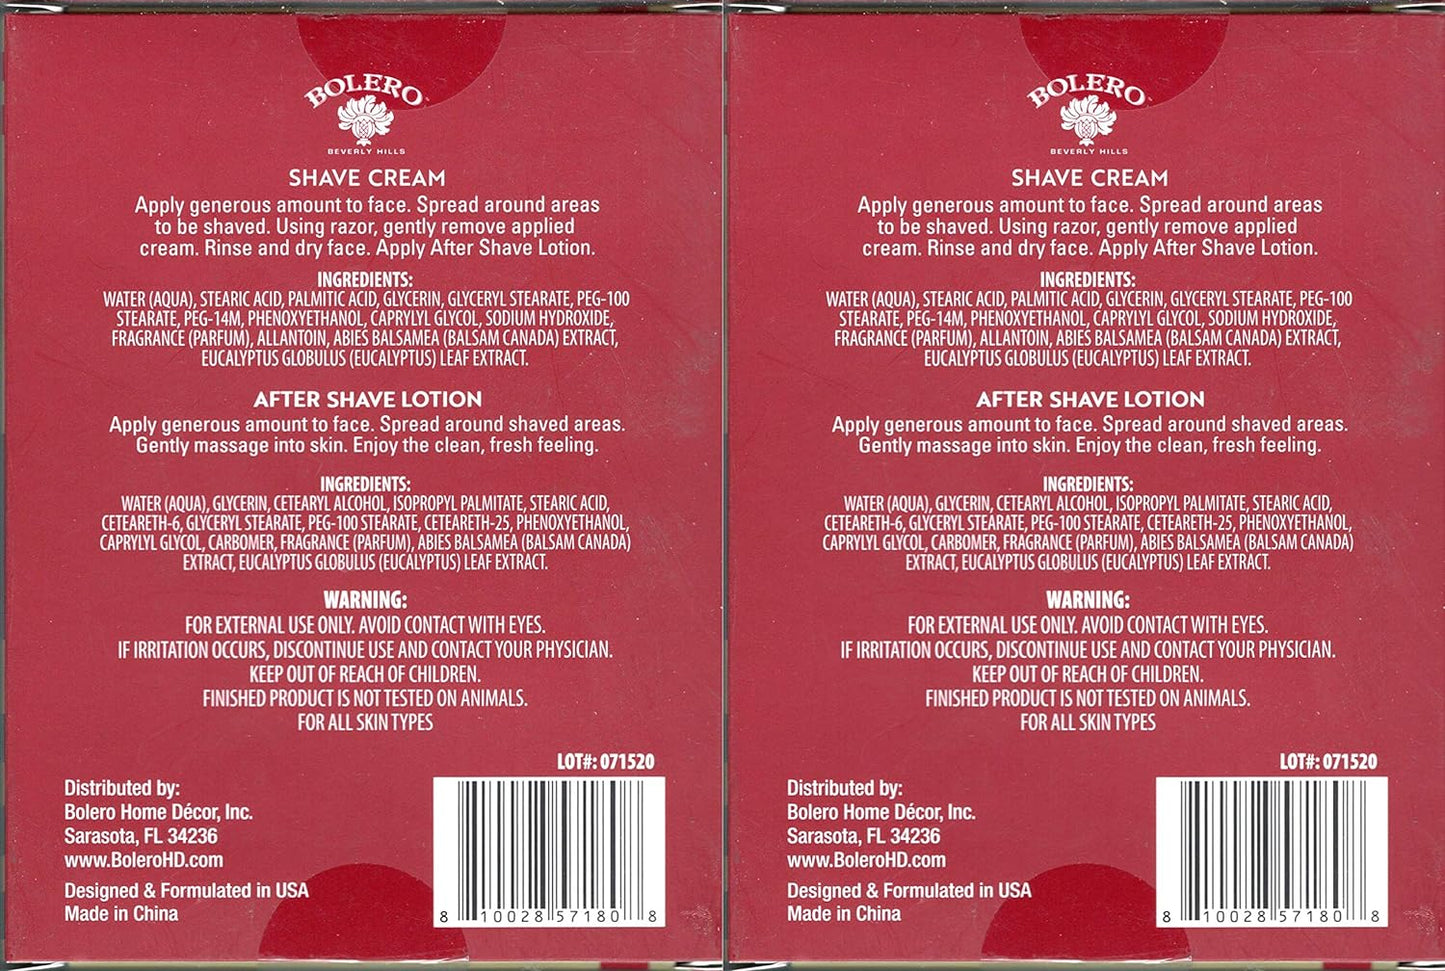 BOLERO
BEVERLY HILLS
SHAVE CREAM
Apply generous amount to face. Spread around areas
to be shaved. Using razor, gently remove applied
cream. Rinse and dry face. Apply After Shave Lotion.
INGREDIENTS:
WATER (AQUA), STEARIC ACID, PALMITIC ACID, GLYCERIN, GLYCERYL STEARATE, PEG-100
STEARATE, PEG-14M, PHENOXYETHANOL, CAPRYLYL GLYCOL, SODIUM HYDROXIDE,
FRAGRANCE (PARFUM), ALLANTOIN, ABIES BALSAMEA (BALSAM CANADA) EXTRACT,
EUCALYPTUS GLOBULUS (EUCALYPTUS) LEAF EXTRACT.
AFTER SHAVE LOTION
Apply generous amount to face. Spread around shaved areas.
Gently massage into skin. Enjoy the clean, fresh feeling.
INGREDIENTS:
WATER (AQUA), GLYCERIN, CETEARYL ALCOHOL, ISOPROPYL PALMITATE, STEARIC ACID,
CETEARETH-6, GLYCERYL STEARATE, PEG-100 STEARATE, CETEARETH-25, PHENOXYETHANOL,
CAPRYLYL GLYCOL, CARBOMER, FRAGRANCE (PARFUM), ABIES BALSAMEA (BALSAM CANADA)
EXTRACT, EUCALYPTUS GLOBULUS (EUCALYPTUS) LEAF EXTRACT.
WARNING:
FOR EXTERNAL USE ONLY. AVOID CONTACT WITH EYES.
IF IRRITATION OCCURS, DISCONTINUE USE AND CONTACT YOUR PHYSICIAN.
KEEP OUT OF REACH OF CHILDREN.
FINISHED PRODUCT IS NOT TESTED ON ANIMALS.
FOR ALL SKIN TYPES
LOT#: 071520
Distributed by:
Bolero Home Décor, Inc.
Sarasota, FL 34236
www.BoleroHD.com
Designed & Formulated in USA
Made in China
8 10028 57180 8
BOLERO
BEVERLY HILLS
SHAVE CREAM
Apply generous amount to face. Spread around areas
to be shaved. Using razor, gently remove applied
cream. Rinse and dry face. Apply After Shave Lotion.
INGREDIENTS:
WATER (AQUA), STEARIC ACID, PALMITIC ACID, GLYCERIN, GLYCERYL STEARATE, PEG-100
STEARATE, PEG-14M, PHENOXYETHANOL, CAPRYLYL GLYCOL, SODIUM HYDROXIDE,
FRAGRANCE (PARFUM), ALLANTOIN, ABIES BALSAMEA (BALSAM CANADA) EXTRACT,
EUCALYPTUS GLOBULUS (EUCALYPTUS) LEAF EXTRACT.
AFTER SHAVE LOTION
Apply generous amount to face. Spread around shaved areas.
Gently massage into skin. Enjoy the clean, fresh feeling.
INGREDIENTS:
WATER (AQUA), GLYCERIN, CETEARYL ALCOHOL, ISOPROPYL PALMITATE, STEARIC ACID,
CETEARETH-6, GLYCERYL STEARATE, PEG-100 STEARATE, CETEARETH-25, PHENOXYETHANOL,
CAPRYLYL GLYCOL, CARBOMER, FRAGRANCE (PARFUM), ABIES BALSAMEA (BALSAM CANADA)
EXTRACT, EUCALYPTUS GLOBULUS (EUCALYPTUS) LEAF EXTRACT.
WARNING:
FOR EXTERNAL USE ONLY. AVOID CONTACT WITH EYES.
IF IRRITATION OCCURS, DISCONTINUE USE AND CONTACT YOUR PHYSICIAN.
KEEP OUT OF REACH OF CHILDREN.
FINISHED PRODUCT IS NOT TESTED ON ANIMALS.
FOR ALL SKIN TYPES
LOT#: 071520
Distributed by:
Bolero Home Décor, Inc.
Sarasota, FL 34236
www.BoleroHD.com
Designed & Formulated in USA
Made in China
8 10028 57180 8